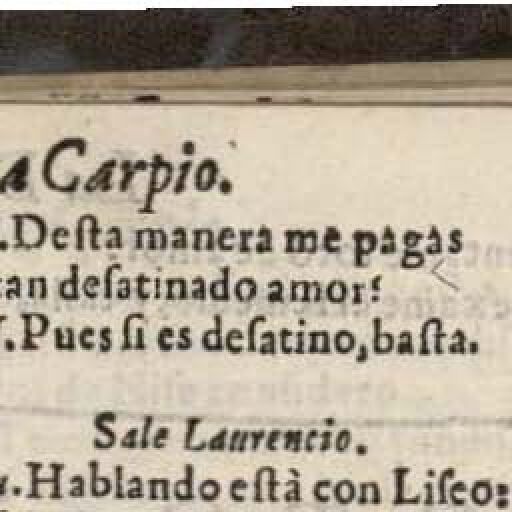 a Carpio.
.Desta manera me pagas
tan desatinado amor?
.Pues si es desatino, basta.
Sale Laurencio.
.Hablando està con Liseo: